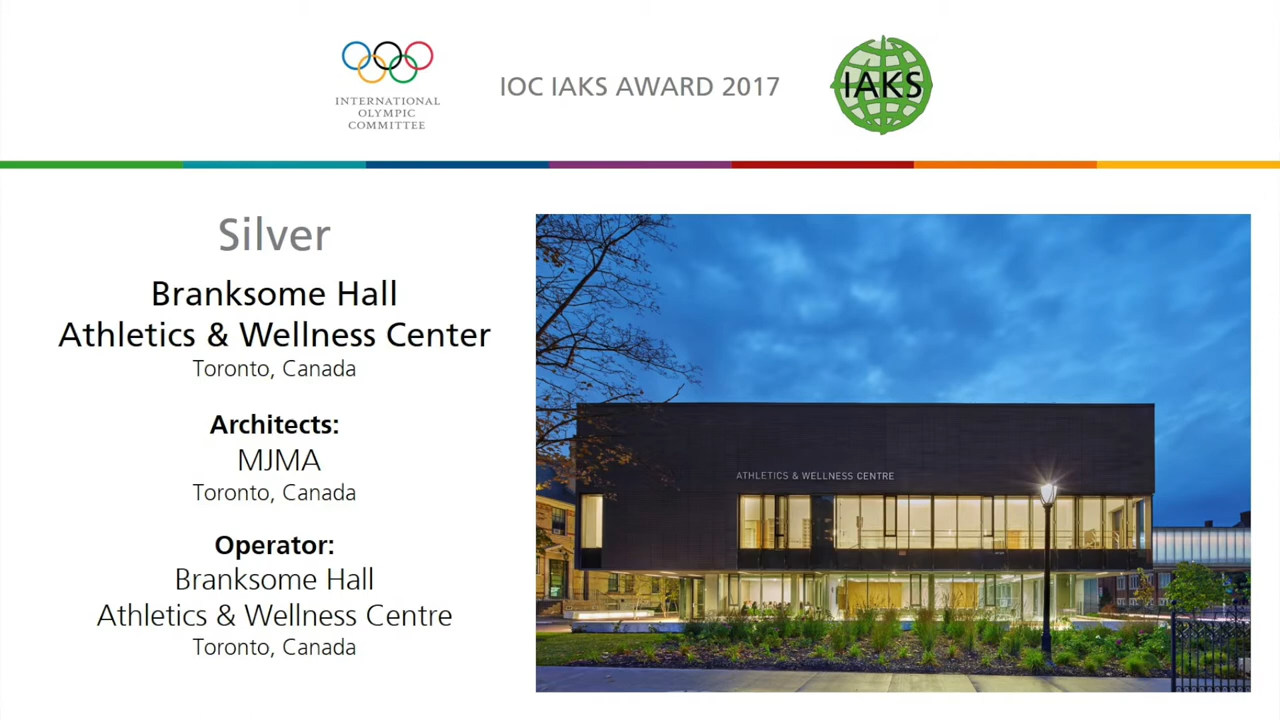 INTERNATIONAL
OLYMPIC
COMMITTEE
IOC IAKS AWARD 2017
IAKS
Silver
Branksome Hall
Athletics & Wellness Center
Toronto, Canada
Architects:
MJMA
Toronto, Canada
Operator:
Branksome Hall
Athletics & Wellness Centre
Toronto, Canada
ATHLETICS & WELLNESS CENTRE